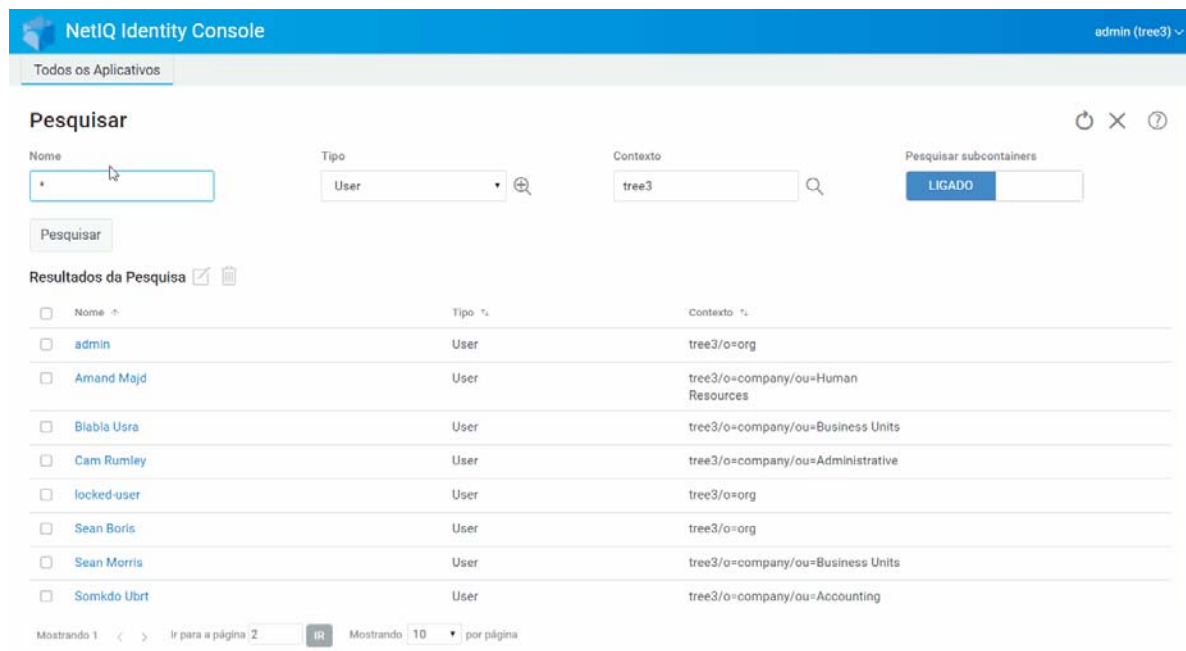 NetIQ Identity Console
admin (tree3)
Todos os Aplicativos
Pesquisar
Nome
Tipo
Contexto
Pesquisar subcontainers
*
User
tree3
LIGADO
Pesquisar
Resultados da Pesquisa
Nome Tipo Contexto
admin User tree3/o=org
Amand Majd User tree3/o=company/ou=Human
Resources
Blabla Usra User tree3/o=company/ou=Business Units
Cam Rumley User tree3/o=company/ou=Administrative
locked-user User tree3/o=org
Sean Boris User tree3/o=org
Sean Morris User tree3/o=company/ou=Business Units
Somkdo Ubrt User tree3/o=company/ou=Accounting
Mostrando 1 < > Ir para a página 2 IR Mostrando 10 por página